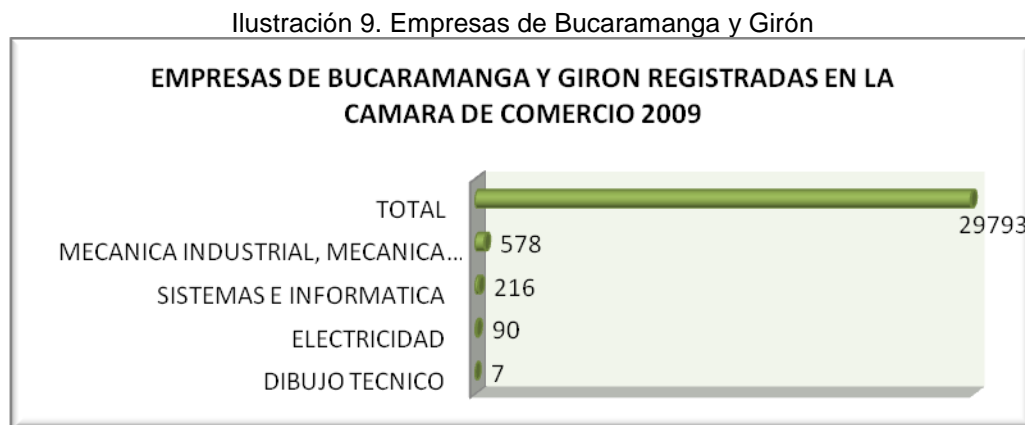 Ilustración 9. Empresas de Bucaramanga y Girón
EMPRESAS DE BUCARAMANGA Y GIRON REGISTRADAS EN LA
CAMARA DE COMERCIO 2009
TOTAL 29793
MECANICA INDUSTRIAL, MECANICA... 578
SISTEMAS E INFORMATICA 216
ELECTRICIDAD 90
DIBUJO TECNICO 7